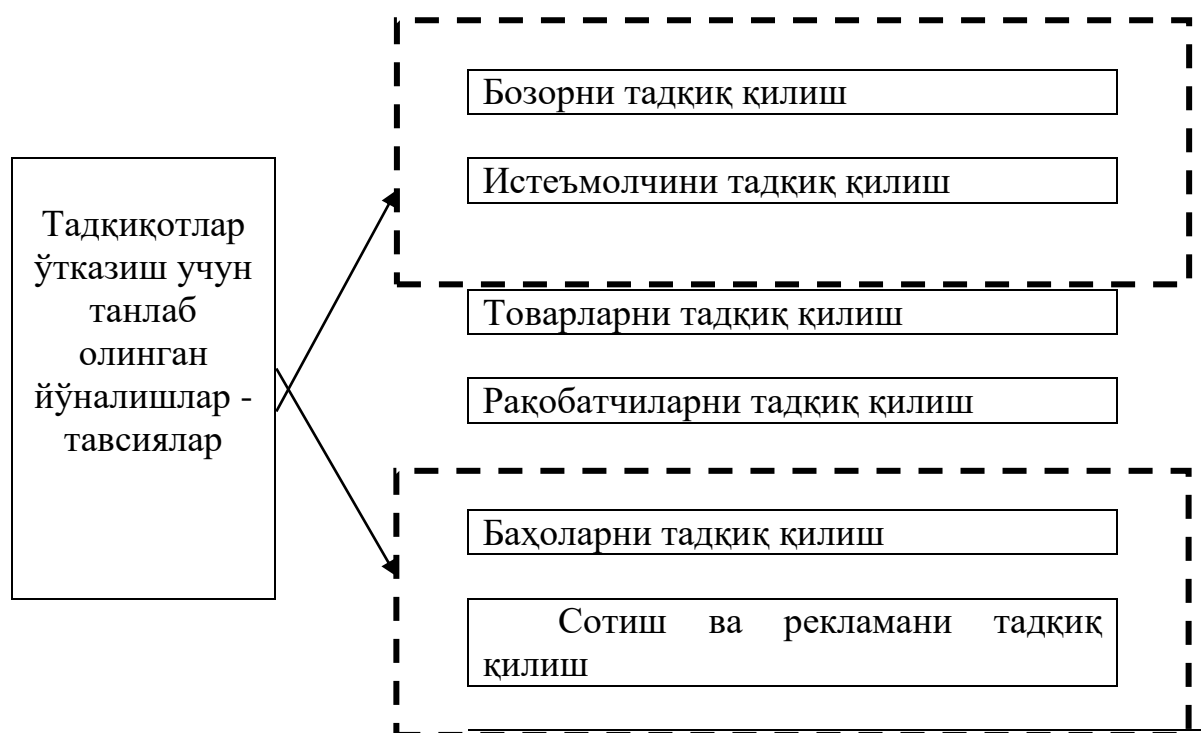 Бозорни тадқиқ қилиш
Истеъмолчини тадқиқ қилиш
Тадқиқотлар
ўтказиш учун
танлаб
олинган
йўналишлар -
тавсиялар
Товарларни тадқиқ қилиш
Рақобатчиларни тадқиқ қилиш
Баҳоларни тадқиқ қилиш
Сотиш ва рекламани тадқиқ
қилиш